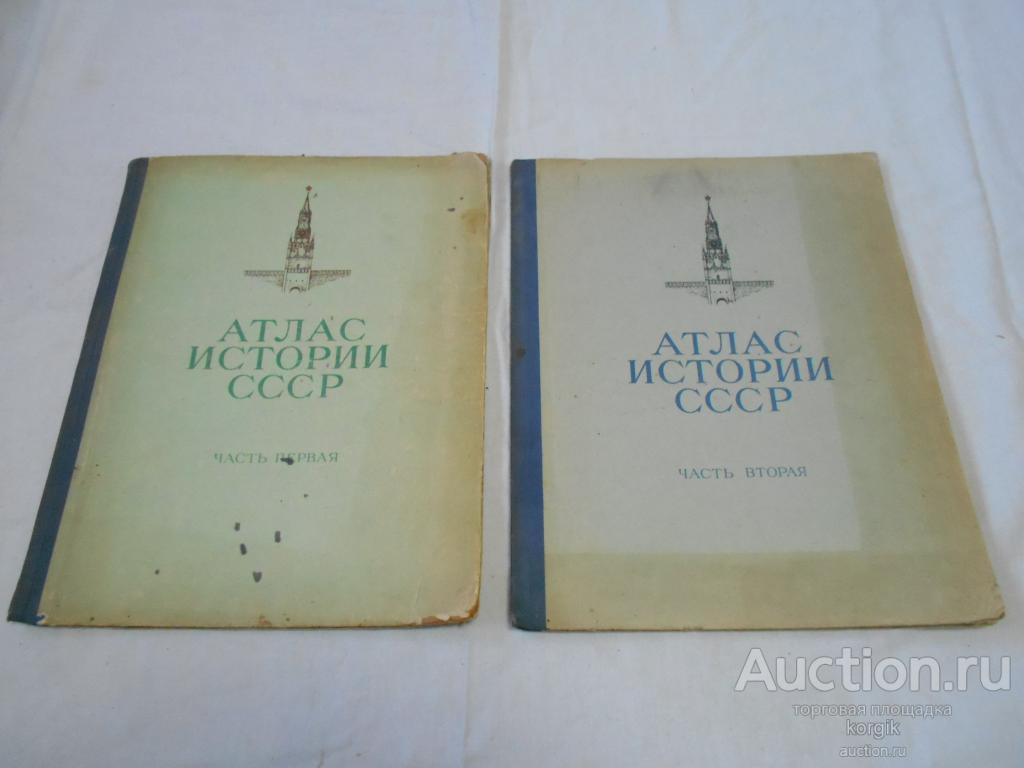 АТЛАС
ИСТОРИИ
СССР
ЧАСТЬ ПЕРВАЯ
АТЛАС
ИСТОРИИ
СССР
ЧАСТЬ ВТОРАЯ
Auction.ru
торговая площадка
korgik
auction.ru